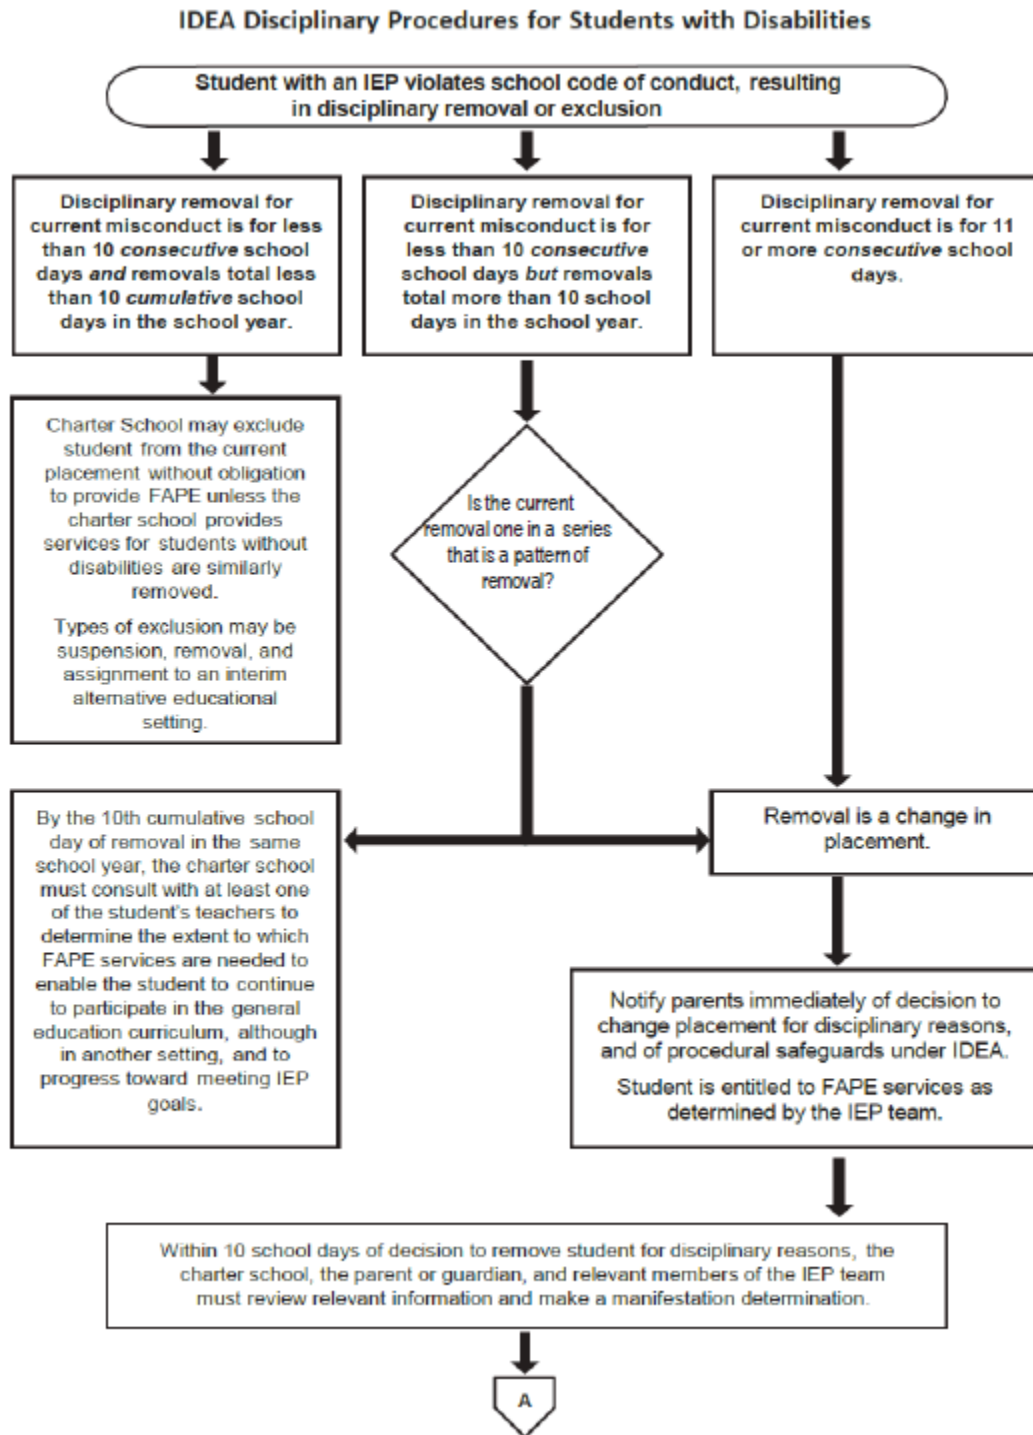 IDEA Disciplinary Procedures for Students with Disabilities
Student with an IEP violates school code of conduct, resulting
in disciplinary removal or exclusion
Disciplinary removal for
current misconduct is for less
than 10 consecutive school
days and removals total less
than 10 cumulative school
days in the school year.
Disciplinary removal for
current misconduct is for
less than 10 consecutive
school days but removals
total more than 10 school
days in the school year.
Disciplinary removal for
current misconduct is for 11
or more consecutive school
days.
Charter School may exclude
student from the current
placement without obligation
to provide FAPE unless the
charter school provides
services for students without
disabilities are similarly
removed.
Types of exclusion may be
suspension, removal, and
assignment to an interim
alternative educational
setting.
Is the current
removal one in a series
that is a pattern of
removal?
By the 10th cumulative school
day of removal in the same
school year, the charter school
must consult with at least one
of the student's teachers to
determine the extent to which
FAPE services are needed to
enable the student to continue
to participate in the general
education curriculum, although
in another setting, and to
progress toward meeting IEP
goals.
Removal is a change in
placement.
Notify parents immediately of decision to
change placement for disciplinary reasons,
and of procedural safeguards under IDEA.
Student is entitled to FAPE services as
determined by the IEP team.
Within 10 school days of decision to remove student for disciplinary reasons, the
charter school, the parent or guardian, and relevant members of the IEP team
must review relevant information and make a manifestation determination.
A